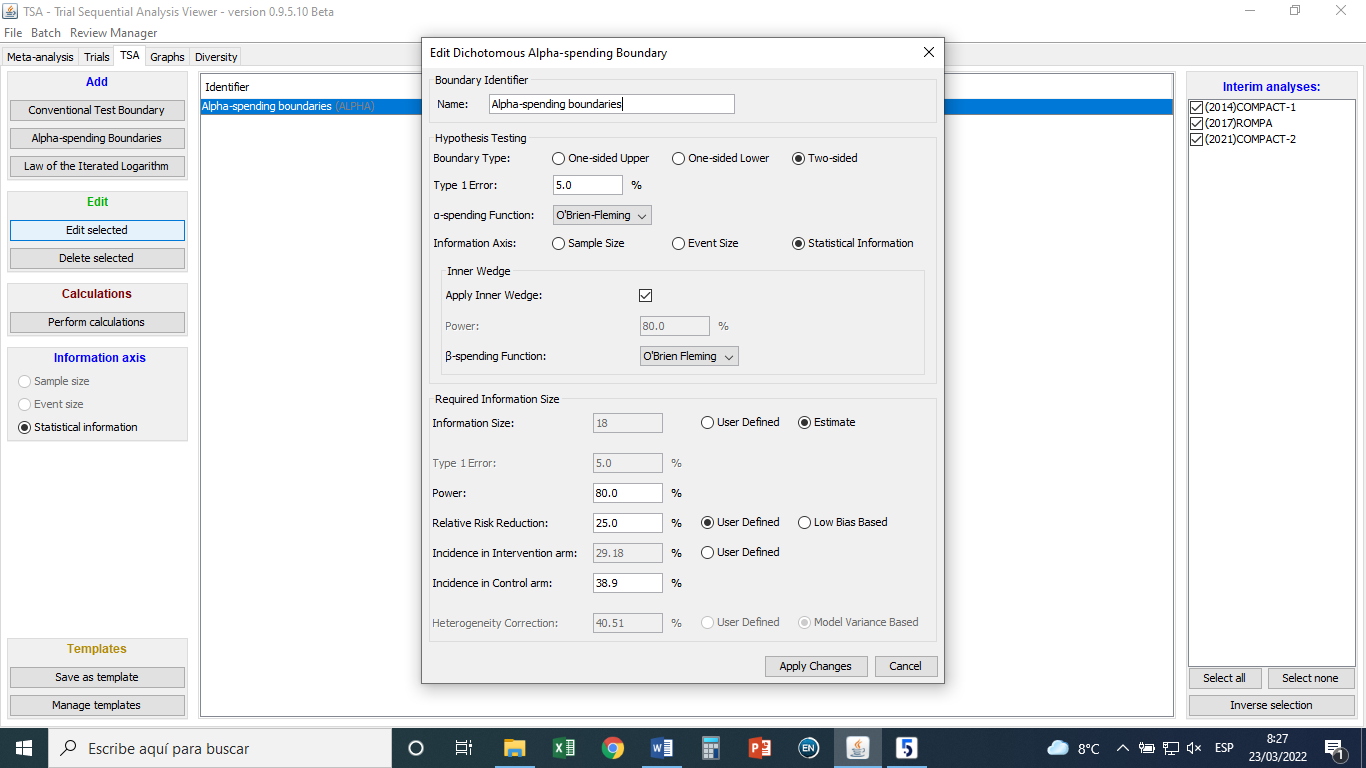 TSA - Trial Sequential Analysis Viewer - version 0.9.5.10 Beta
File Batch Review Manager
Meta-analysis Trials TSA Graphs Diversity
Add
Conventional Test Boundary
Alpha-spending Boundaries
Law of the Iterated Logarithm
Edit
Edit selected
Delete selected
Calculations
Perform calculations
Information axis
Sample size
Event size
Statistical information
Templates
Save as template
Manage templates
Identifier
Alpha-spending boundaries (ALPHA)
Edit Dichotomous Alpha-spending Boundary
Boundary Identifier
Name: Alpha-spending boundaries
Hypothesis Testing
Boundary Type: One-sided Upper One-sided Lower Two-sided
Type 1 Error: 5.0 %
α-spending Function: O'Brien-Fleming
Information Axis: Sample Size Event Size Statistical Information
Inner Wedge
Apply Inner Wedge:
Power: 80.0 %
β-spending Function: O'Brien Fleming
Required Information Size
Information Size: 18 User Defined Estimate
Type 1 Error: 5.0 %
Power: 80.0 %
Relative Risk Reduction: 25.0 % User Defined Low Bias Based
Incidence in Intervention arm: 29.18 % User Defined
Incidence in Control arm: 38.9 %
Heterogeneity Correction: 40.51 % User Defined Model Variance Based
Apply Changes Cancel
Interim analyses:
(2014)COMPACT-1
(2017)ROMPA
(2021)COMPACT-2
Select all Select none
Inverse selection
Escribe aquí para buscar
EN
5
8°C
ESP
8:27
23/03/2022
1